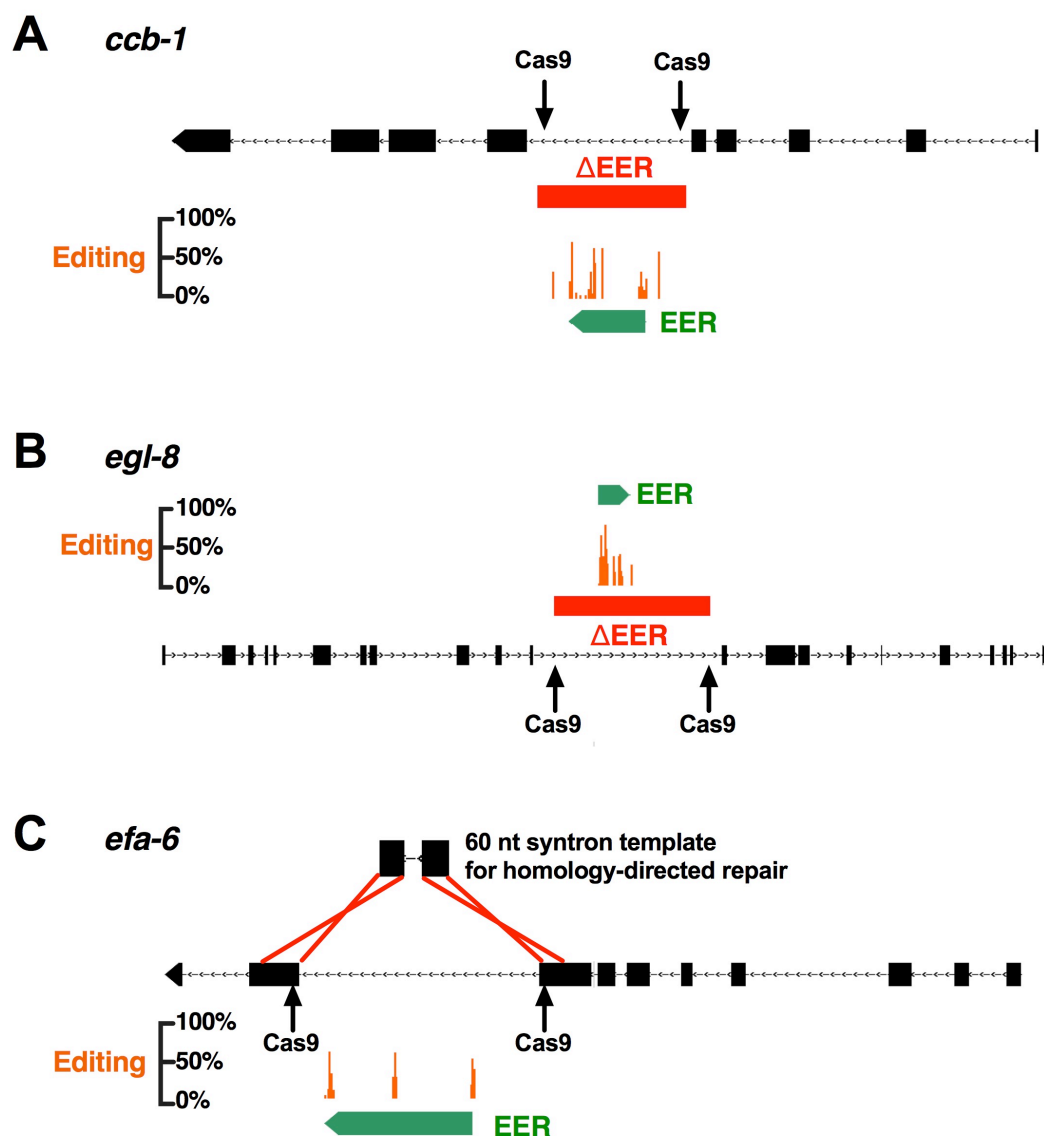 A ccb-1
Cas9 Cas9
ΔEER
100%
Editing 50%
0%
EER
B egl-8
EER
100%
Editing 50%
0%
ΔEER
Cas9 Cas9
C efa-6
60 nt syntron template
for homology-directed repair
Cas9 Cas9
100%
Editing 50%
0%
EER